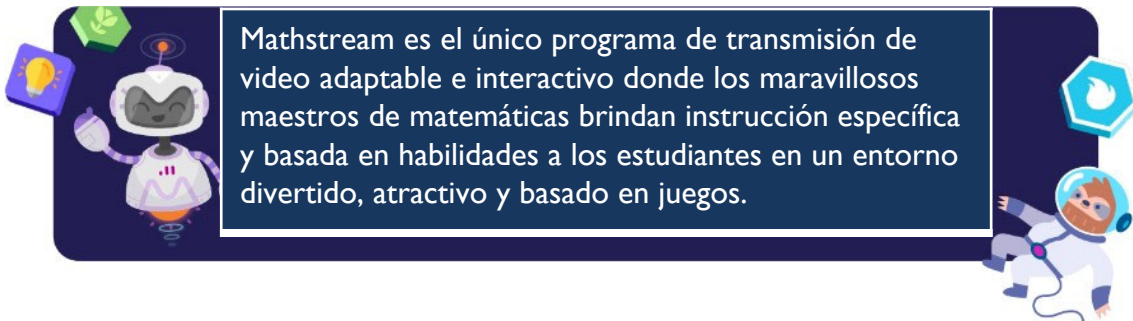 Mathstream es el único programa de transmisión de
video adaptable e interactivo donde los maravillosos
maestros de matemáticas brindan instrucción específica
y basada en habilidades a los estudiantes en un entorno
divertido, atractivo y basado en juegos.